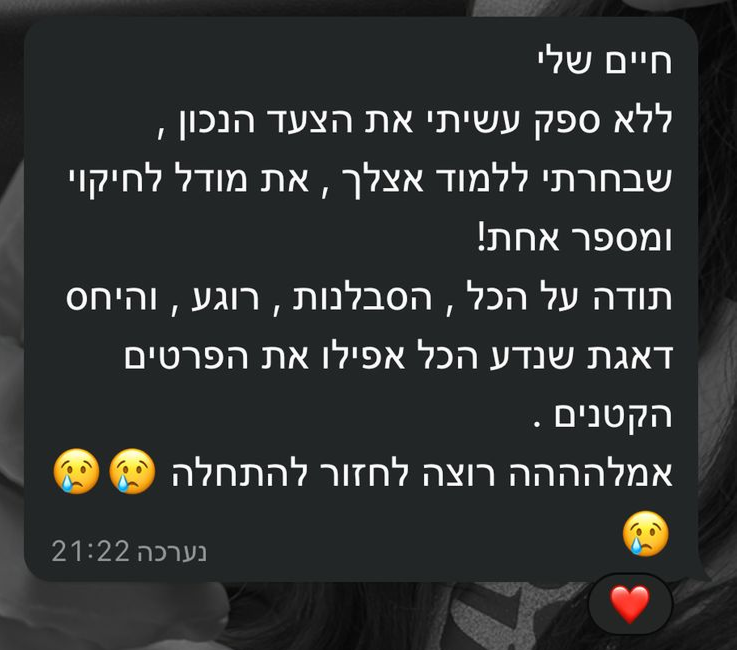 חיים שלי
ללא ספק עשיתי את הצעד הנכון ,
שבחרתי ללמוד אצלך , את מודל לחיקוי
ומספר אחת!
תודה על הכל , הסבלנות , רוגע , והיחס
דאגת שנדע הכל אפילו את הפרטים
הקטנים .
אמלההההה רוצה לחזור להתחלה 😢😢
😢
נערכה 21:22
❤️